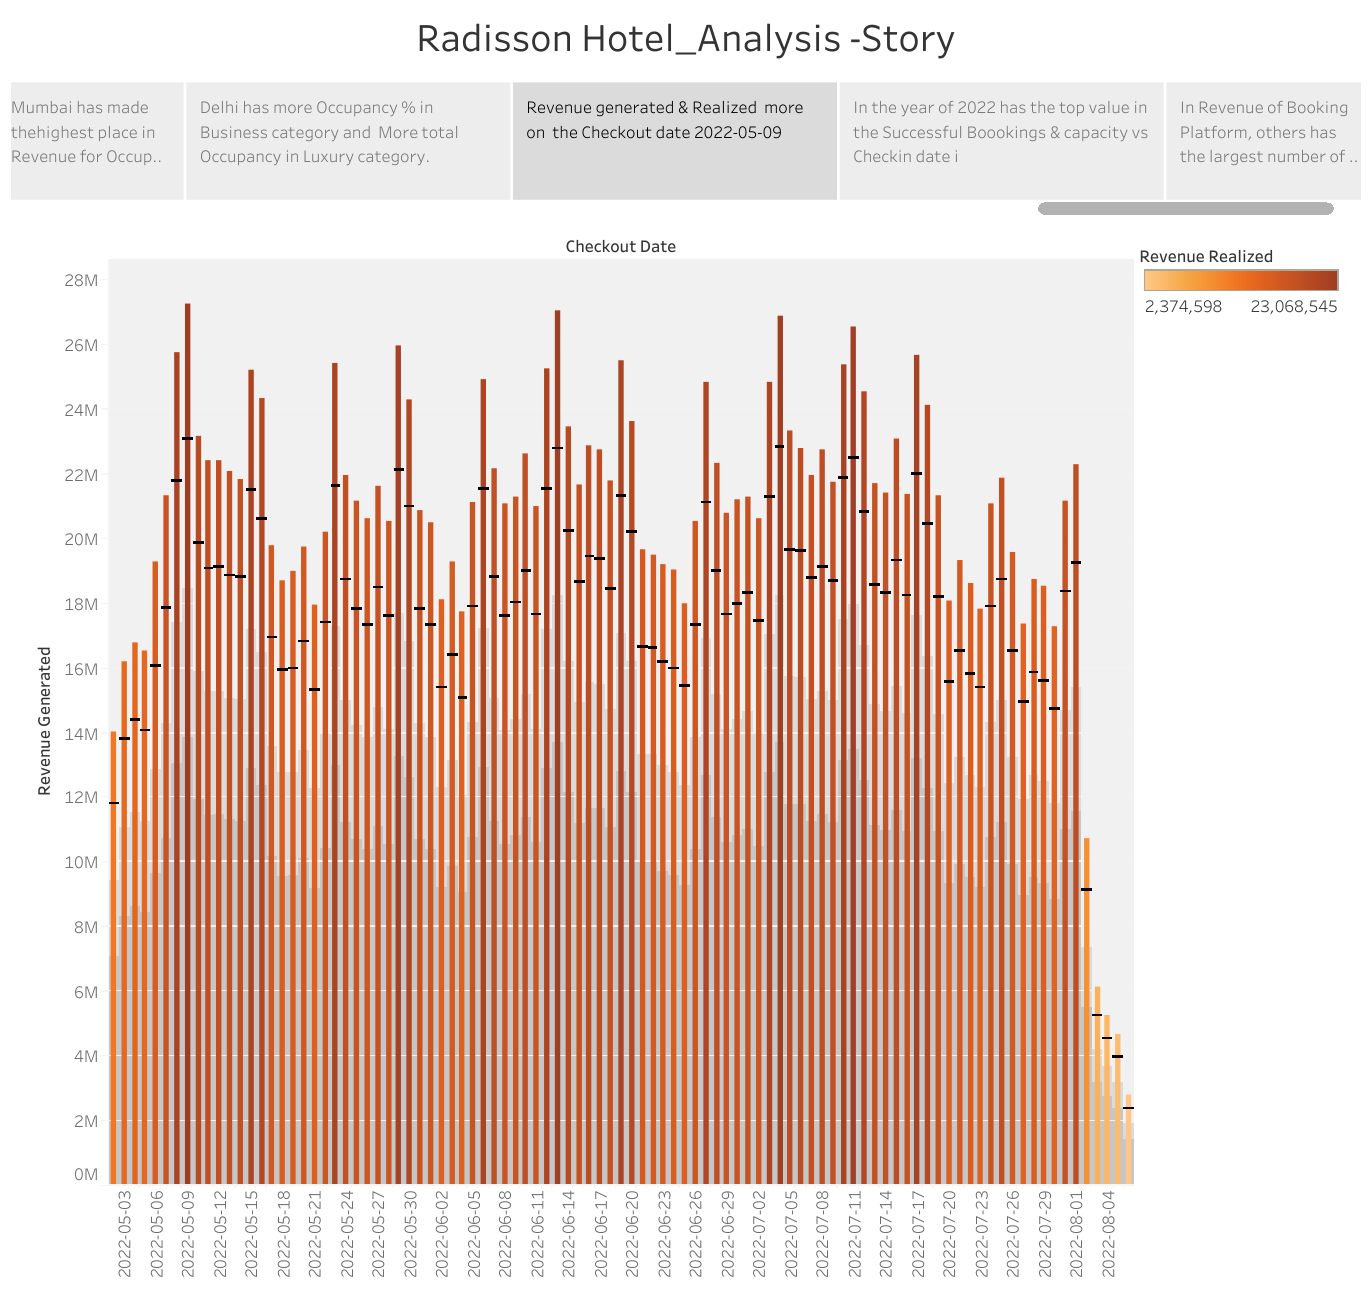 Radisson Hotel_Analysis -Story
Mumbai has made
thehighest place in
Revenue for Occup..
Delhi has more Occupancy % in
Business category and  More total
Occupancy in Luxury category.
Revenue generated & Realized  more
on  the Checkout date 2022-05-09
In the year of 2022 has the top value in
the Successful Boookings & capacity vs
Checkin date i
In Revenue of Booking
Platform, others has
the largest number of ..
Checkout Date
Revenue Realized
2,374,598
23,068,545
Revenue Generated
28M
26M
24M
22M
20M
18M
16M
14M
12M
10M
8M
6M
4M
2M
0M
2022-05-03
2022-05-06
2022-05-09
2022-05-12
2022-05-15
2022-05-18
2022-05-21
2022-05-24
2022-05-27
2022-05-30
2022-06-02
2022-06-05
2022-06-08
2022-06-11
2022-06-14
2022-06-17
2022-06-20
2022-06-23
2022-06-26
2022-06-29
2022-07-02
2022-07-05
2022-07-08
2022-07-11
2022-07-14
2022-07-17
2022-07-20
2022-07-23
2022-07-26
2022-07-29
2022-08-01
2022-08-04